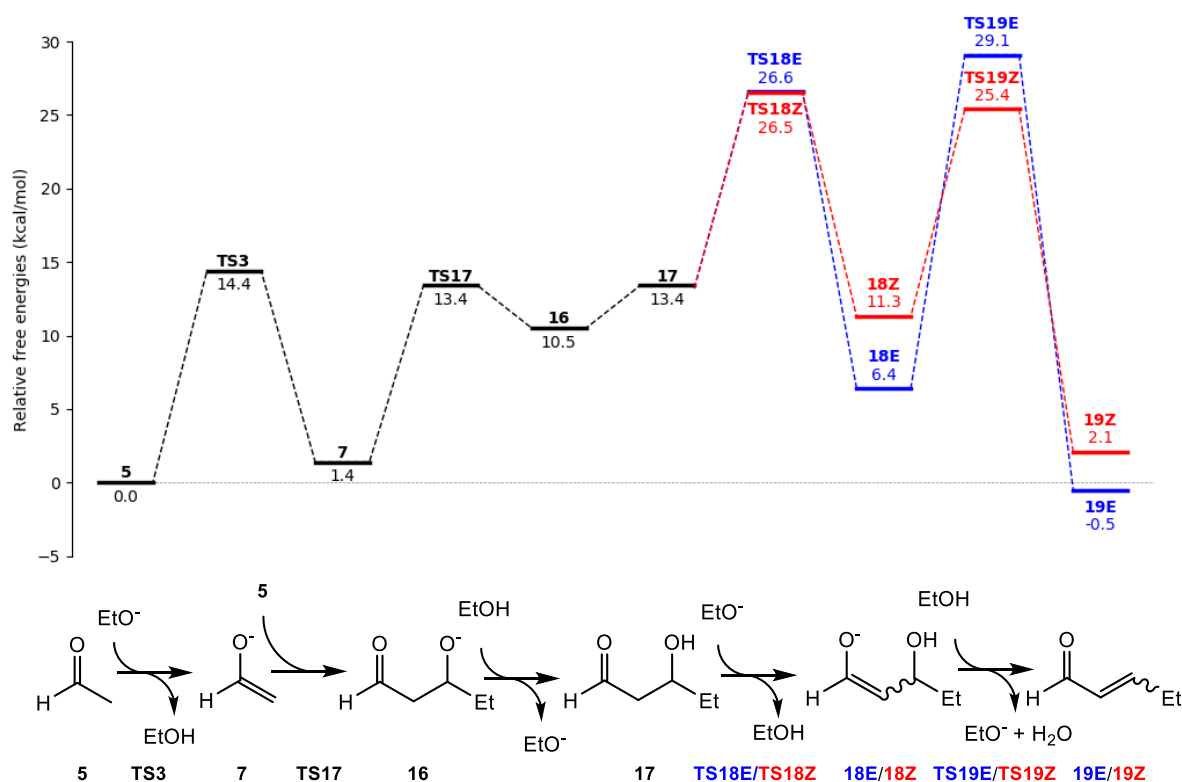 TS19E
29.1
30
TS18E
26.6
TS19Z
25.4
TS18Z
26.5
25
20
Relative free energies (kcal/mol)
15
TS3
14.4
TS17
13.4
16
10.5
17
13.4
18Z
11.3
10
18E
6.4
5
7
1.4
19Z
2.1
5
0.0
0
19E
-0.5
−5
5
EtO-
EtOH
EtO-
EtOH
O
O-
O
O-
O
OH
O-
OH
O
H
H
H
Et
H
Et
H
Et
H
Et
EtOH
EtO-
EtOH
EtO- + H2O
5 TS3 7 TS17 16 17 TS18E/TS18Z 18E/18Z TS19E/TS19Z 19E/19Z